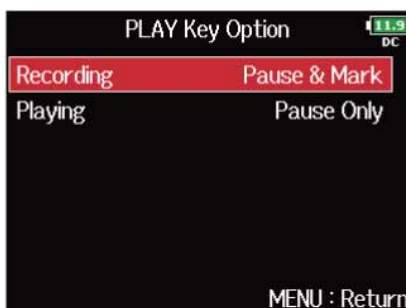 PLAY Key Option 11.9
DC
Recording Pause & Mark
Playing Pause Only
MENU : Return